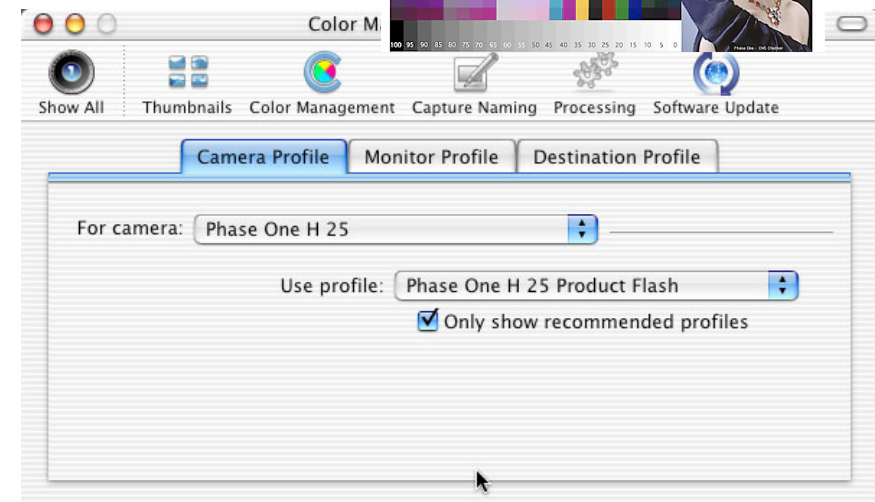 Color M
100 95 90 85 80 75 70 65 60 55 50 45 40 35 30 25 20 15 10 5 0
Phase One - CMS Checker
Show All Thumbnails Color Management Capture Naming Processing Software Update
Camera Profile Monitor Profile Destination Profile
For camera: Phase One H 25
Use profile: Phase One H 25 Product Flash
Only show recommended profiles